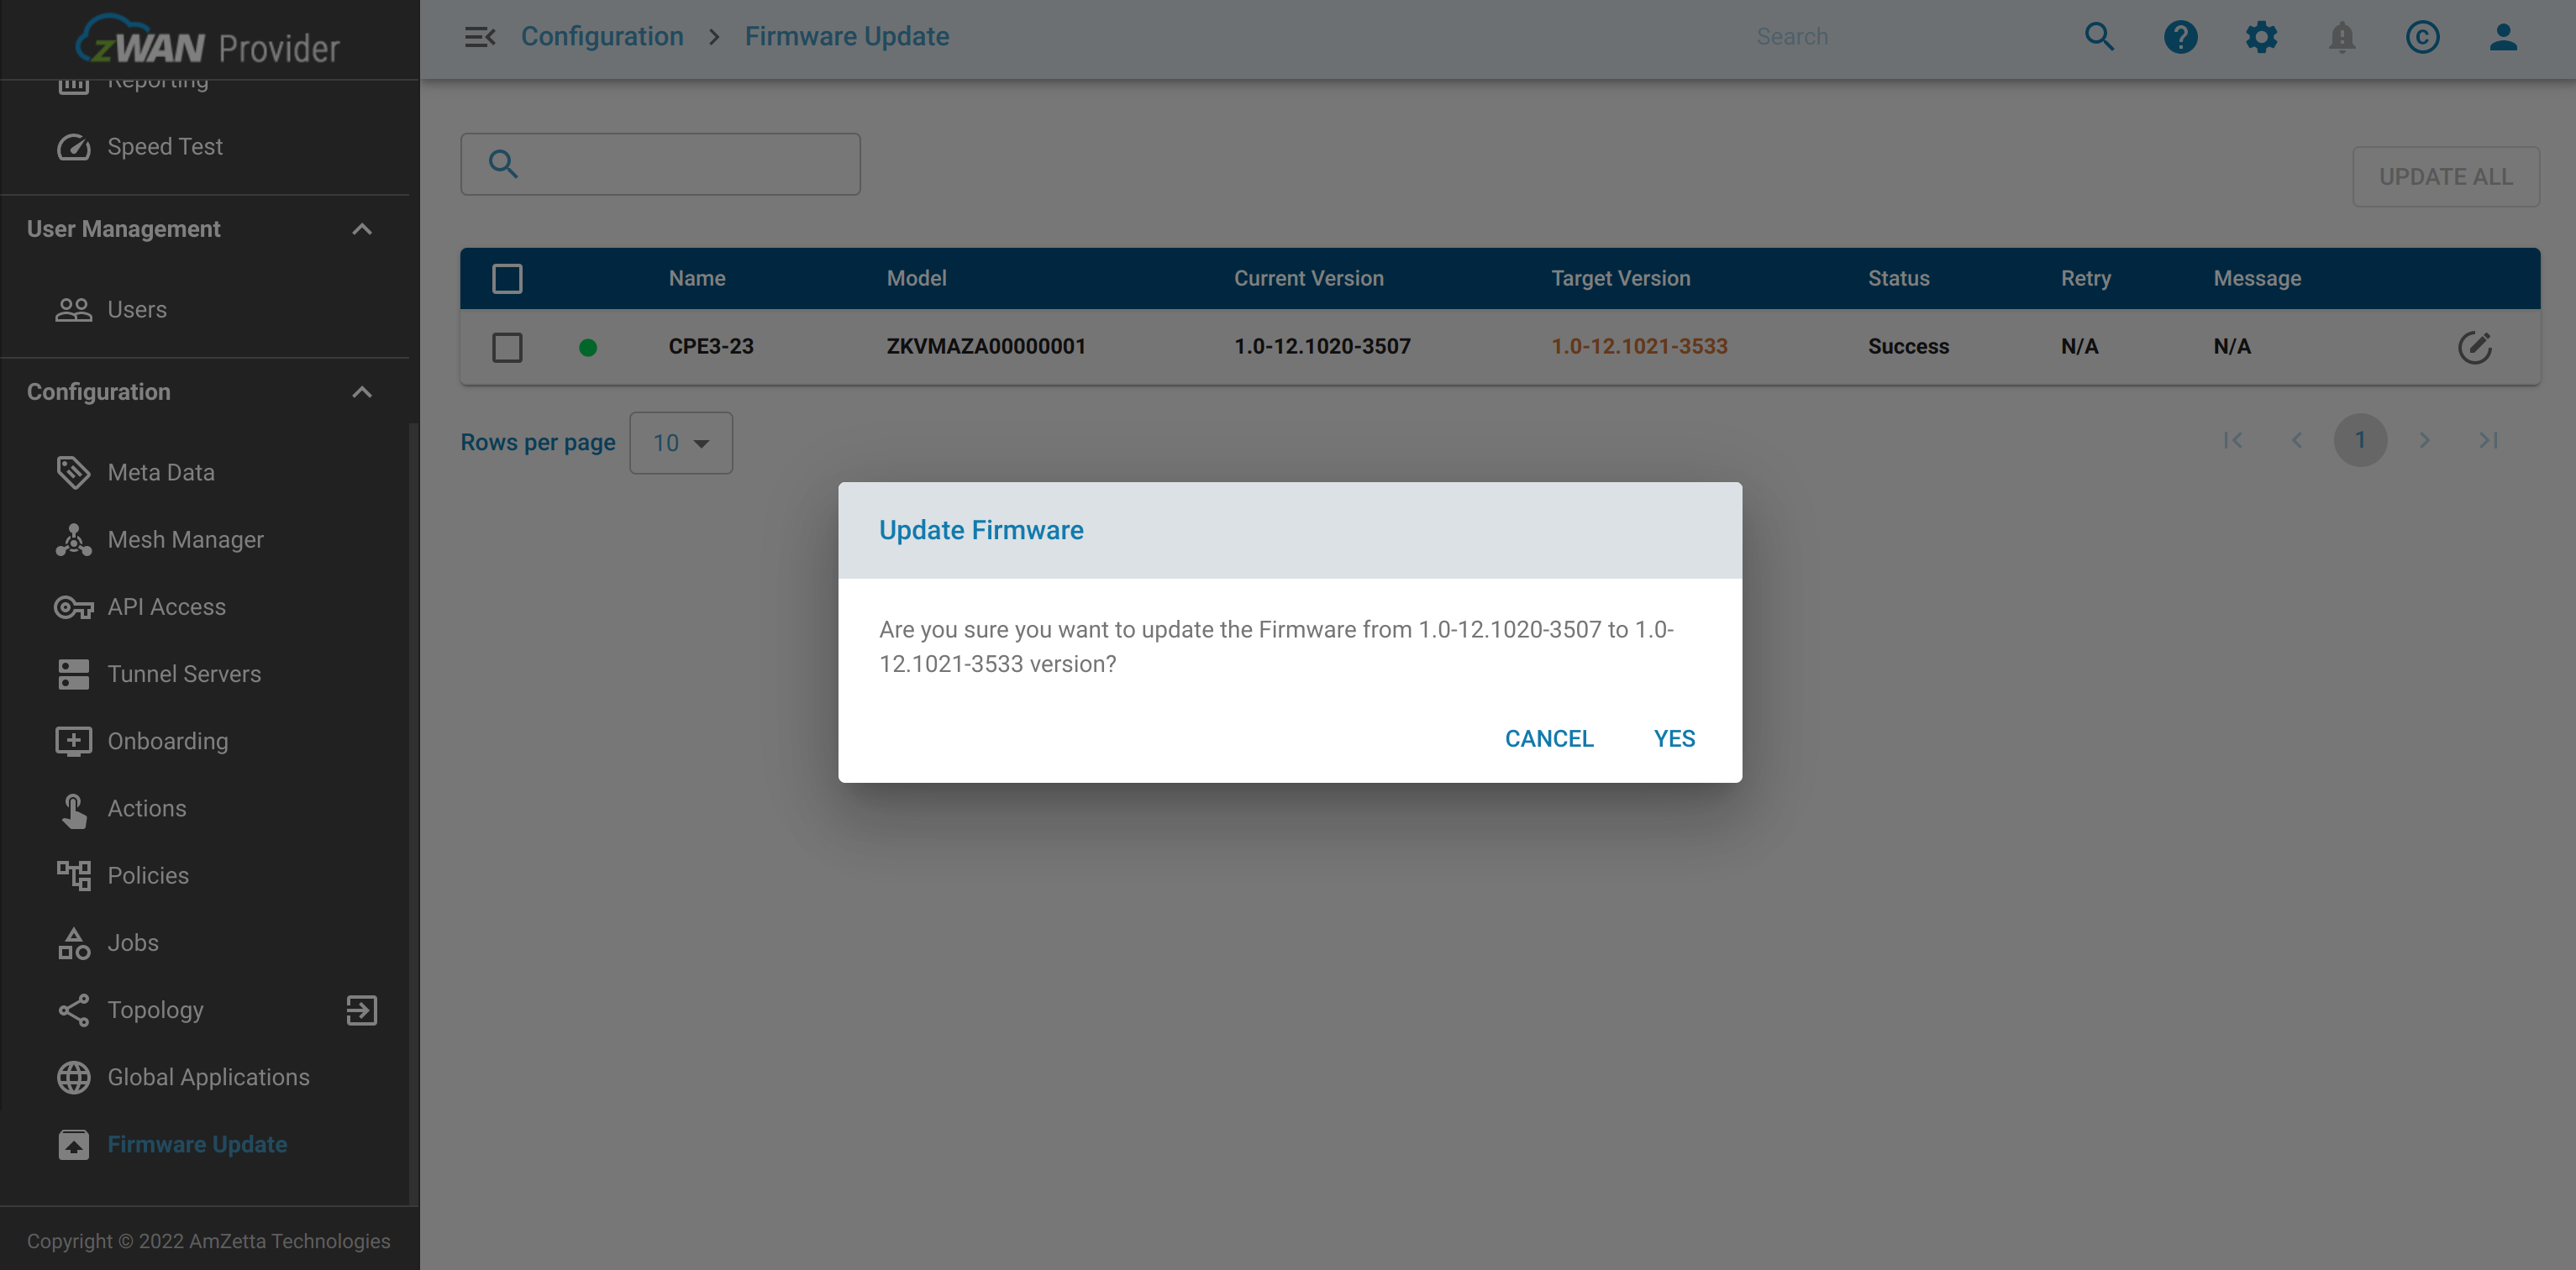 zWAN Provider
Configuration > Firmware Update
Search
Reporting
Speed Test
User Management
Users
Configuration
Meta Data
Mesh Manager
API Access
Tunnel Servers
Onboarding
Actions
Policies
Jobs
Topology
Global Applications
Firmware Update
Copyright © 2022 AmZetta Technologies
UPDATE ALL
Name Model Current Version Target Version Status Retry Message
CPE3-23 ZKVMAZA00000001 1.0-12.1020-3507 1.0-12.1021-3533 Success N/A N/A
Rows per page 10
1
Update Firmware
Are you sure you want to update the Firmware from 1.0-12.1020-3507 to 1.0-
12.1021-3533 version?
CANCEL YES